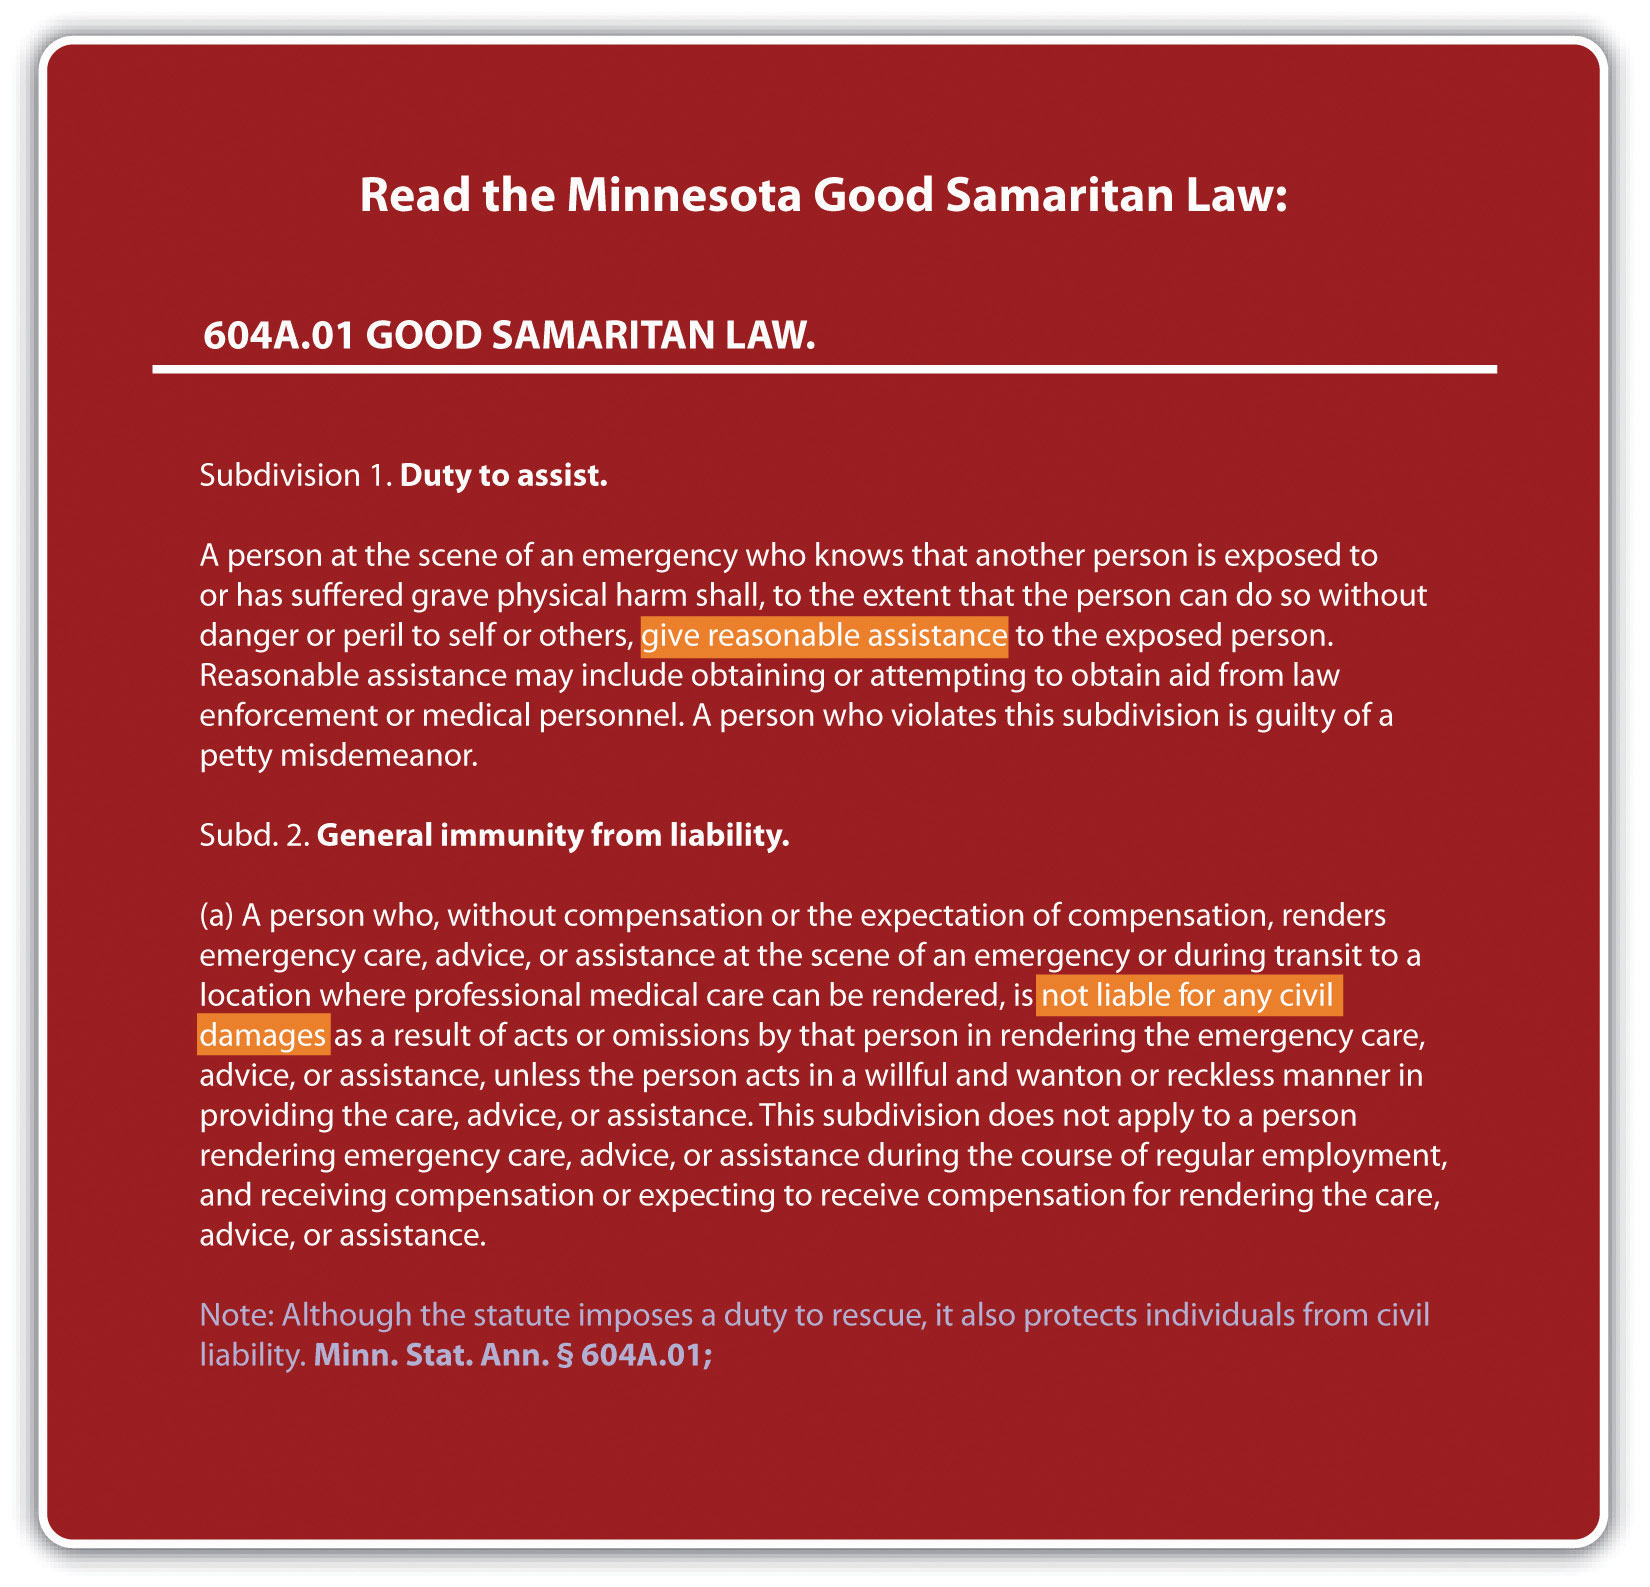 Read the Minnesota Good Samaritan Law:
604A.01 GOOD SAMARITAN LAW.
Subdivision 1. Duty to assist.
A person at the scene of an emergency who knows that another person is exposed to
or has suffered grave physical harm shall, to the extent that the person can do so without
danger or peril to self or others, give reasonable assistance to the exposed person.
Reasonable assistance may include obtaining or attempting to obtain aid from law
enforcement or medical personnel. A person who violates this subdivision is guilty of a
petty misdemeanor.
Subd. 2. General immunity from liability.
(a) A person who, without compensation or the expectation of compensation, renders
emergency care, advice, or assistance at the scene of an emergency or during transit to a
location where professional medical care can be rendered, is not liable for any civil
damages as a result of acts or omissions by that person in rendering the emergency care,
advice, or assistance, unless the person acts in a willful and wanton or reckless manner in
providing the care, advice, or assistance. This subdivision does not apply to a person
rendering emergency care, advice, or assistance during the course of regular employment,
and receiving compensation or expecting to receive compensation for rendering the care,
advice, or assistance.
Note: Although the statute imposes a duty to rescue, it also protects individuals from civil
liability. Minn. Stat. Ann. § 604A.01;